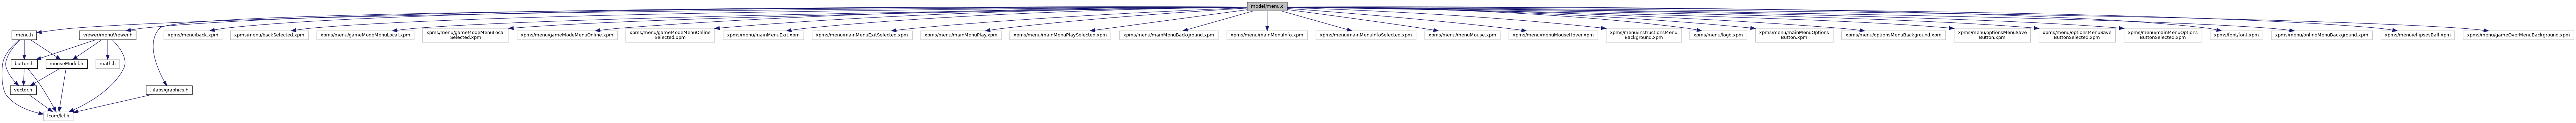 model/menu.c
menu.h
viewer/menuViewer.h
xpms/menu/back.xpm
xpms/menu/backSelected.xpm
xpms/menu/gameModeMenuLocal.xpm
xpms/menu/gameModeMenuLocal
Selected.xpm
xpms/menu/gameModeMenuOnline.xpm
xpms/menu/gameModeMenuOnline
Selected.xpm
xpms/menu/mainMenuExit.xpm
xpms/menu/mainMenuExitSelected.xpm
xpms/menu/mainMenuPlay.xpm
xpms/menu/mainMenuPlaySelected.xpm
xpms/menu/mainMenuBackground.xpm
xpms/menu/mainMenuInfo.xpm
xpms/menu/mainMenuInfoSelected.xpm
xpms/menu/menuMouse.xpm
xpms/menu/menuMouseHover.xpm
xpms/menu/instructionsMenu
Background.xpm
xpms/menu/logo.xpm
xpms/menu/mainMenuOptions
Button.xpm
xpms/menu/optionsMenuBackground.xpm
xpms/menu/optionsMenuSave
Button.xpm
xpms/menu/optionsMenuSave
ButtonSelected.xpm
xpms/menu/mainMenuOptions
ButtonSelected.xpm
xpms/font/font.xpm
xpms/menu/onlineMenuBackground.xpm
xpms/menu/ellipsesBall.xpm
xpms/menu/gameOverMenuBackground.xpm
button.h
mouseModel.h
math.h
vector.h
../labs/graphics.h
lcom/lcf.h